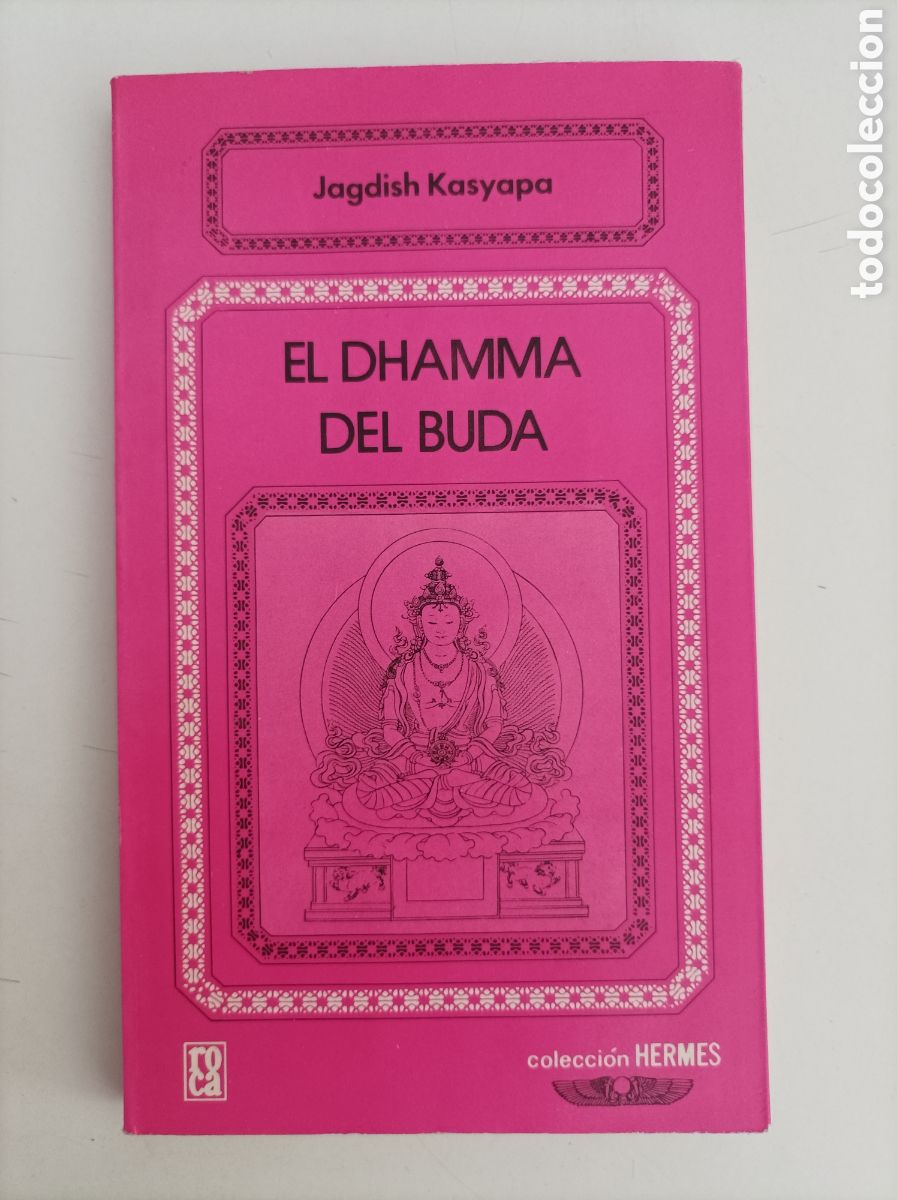 Jagdish Kasyapa
EL DHAMMA
DEL BUDA
roca
colección HERMES
todocoleccion